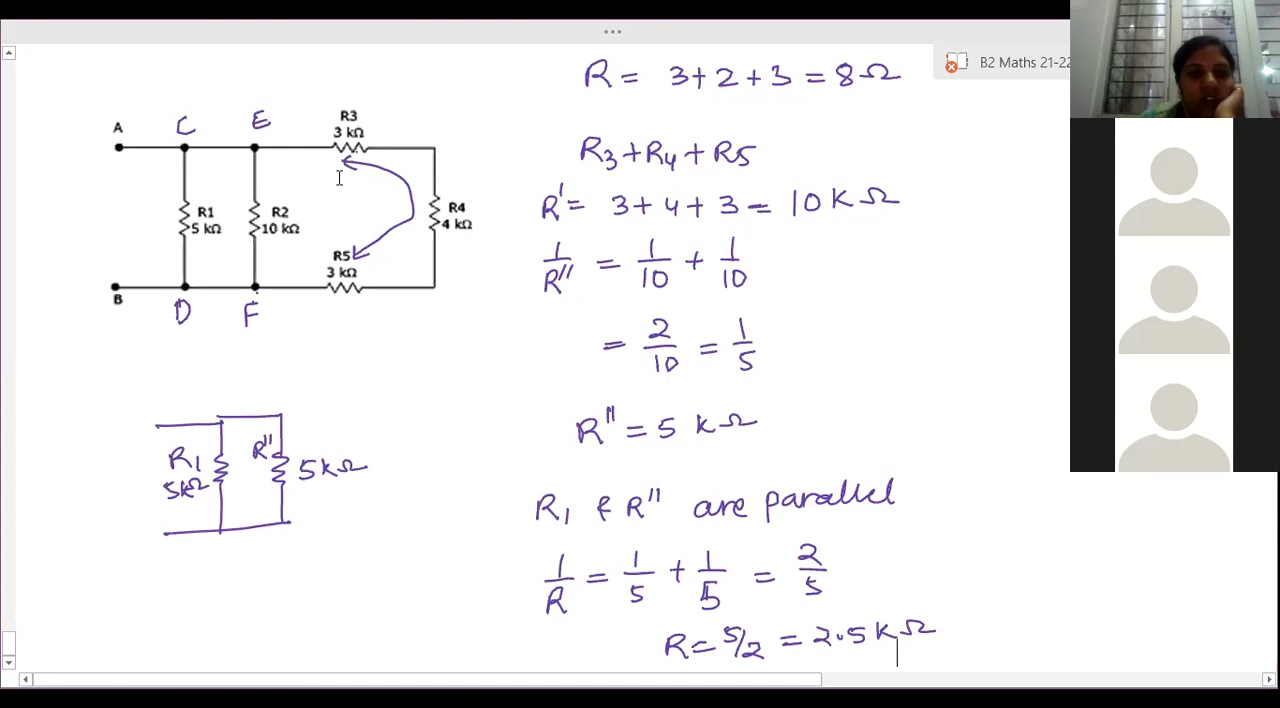 B2 Maths 21-22
R = 3+2+3 = 8Ω
A
C
E
R3
3 kΩ
R1
5 kΩ
R2
10 kΩ
R4
4 kΩ
R5
3 kΩ
B
D
F
R3+R4+R5
R' = 3+4+3 = 10KΩ
1/R'' = 1/10 + 1/10
= 2/10 = 1/5
R'' = 5 kΩ
R1
5kΩ
R''
5kΩ
R1 & R'' are parallel
1/R = 1/5 + 1/5 = 2/5
R = 5/2 = 2.5 KΩ